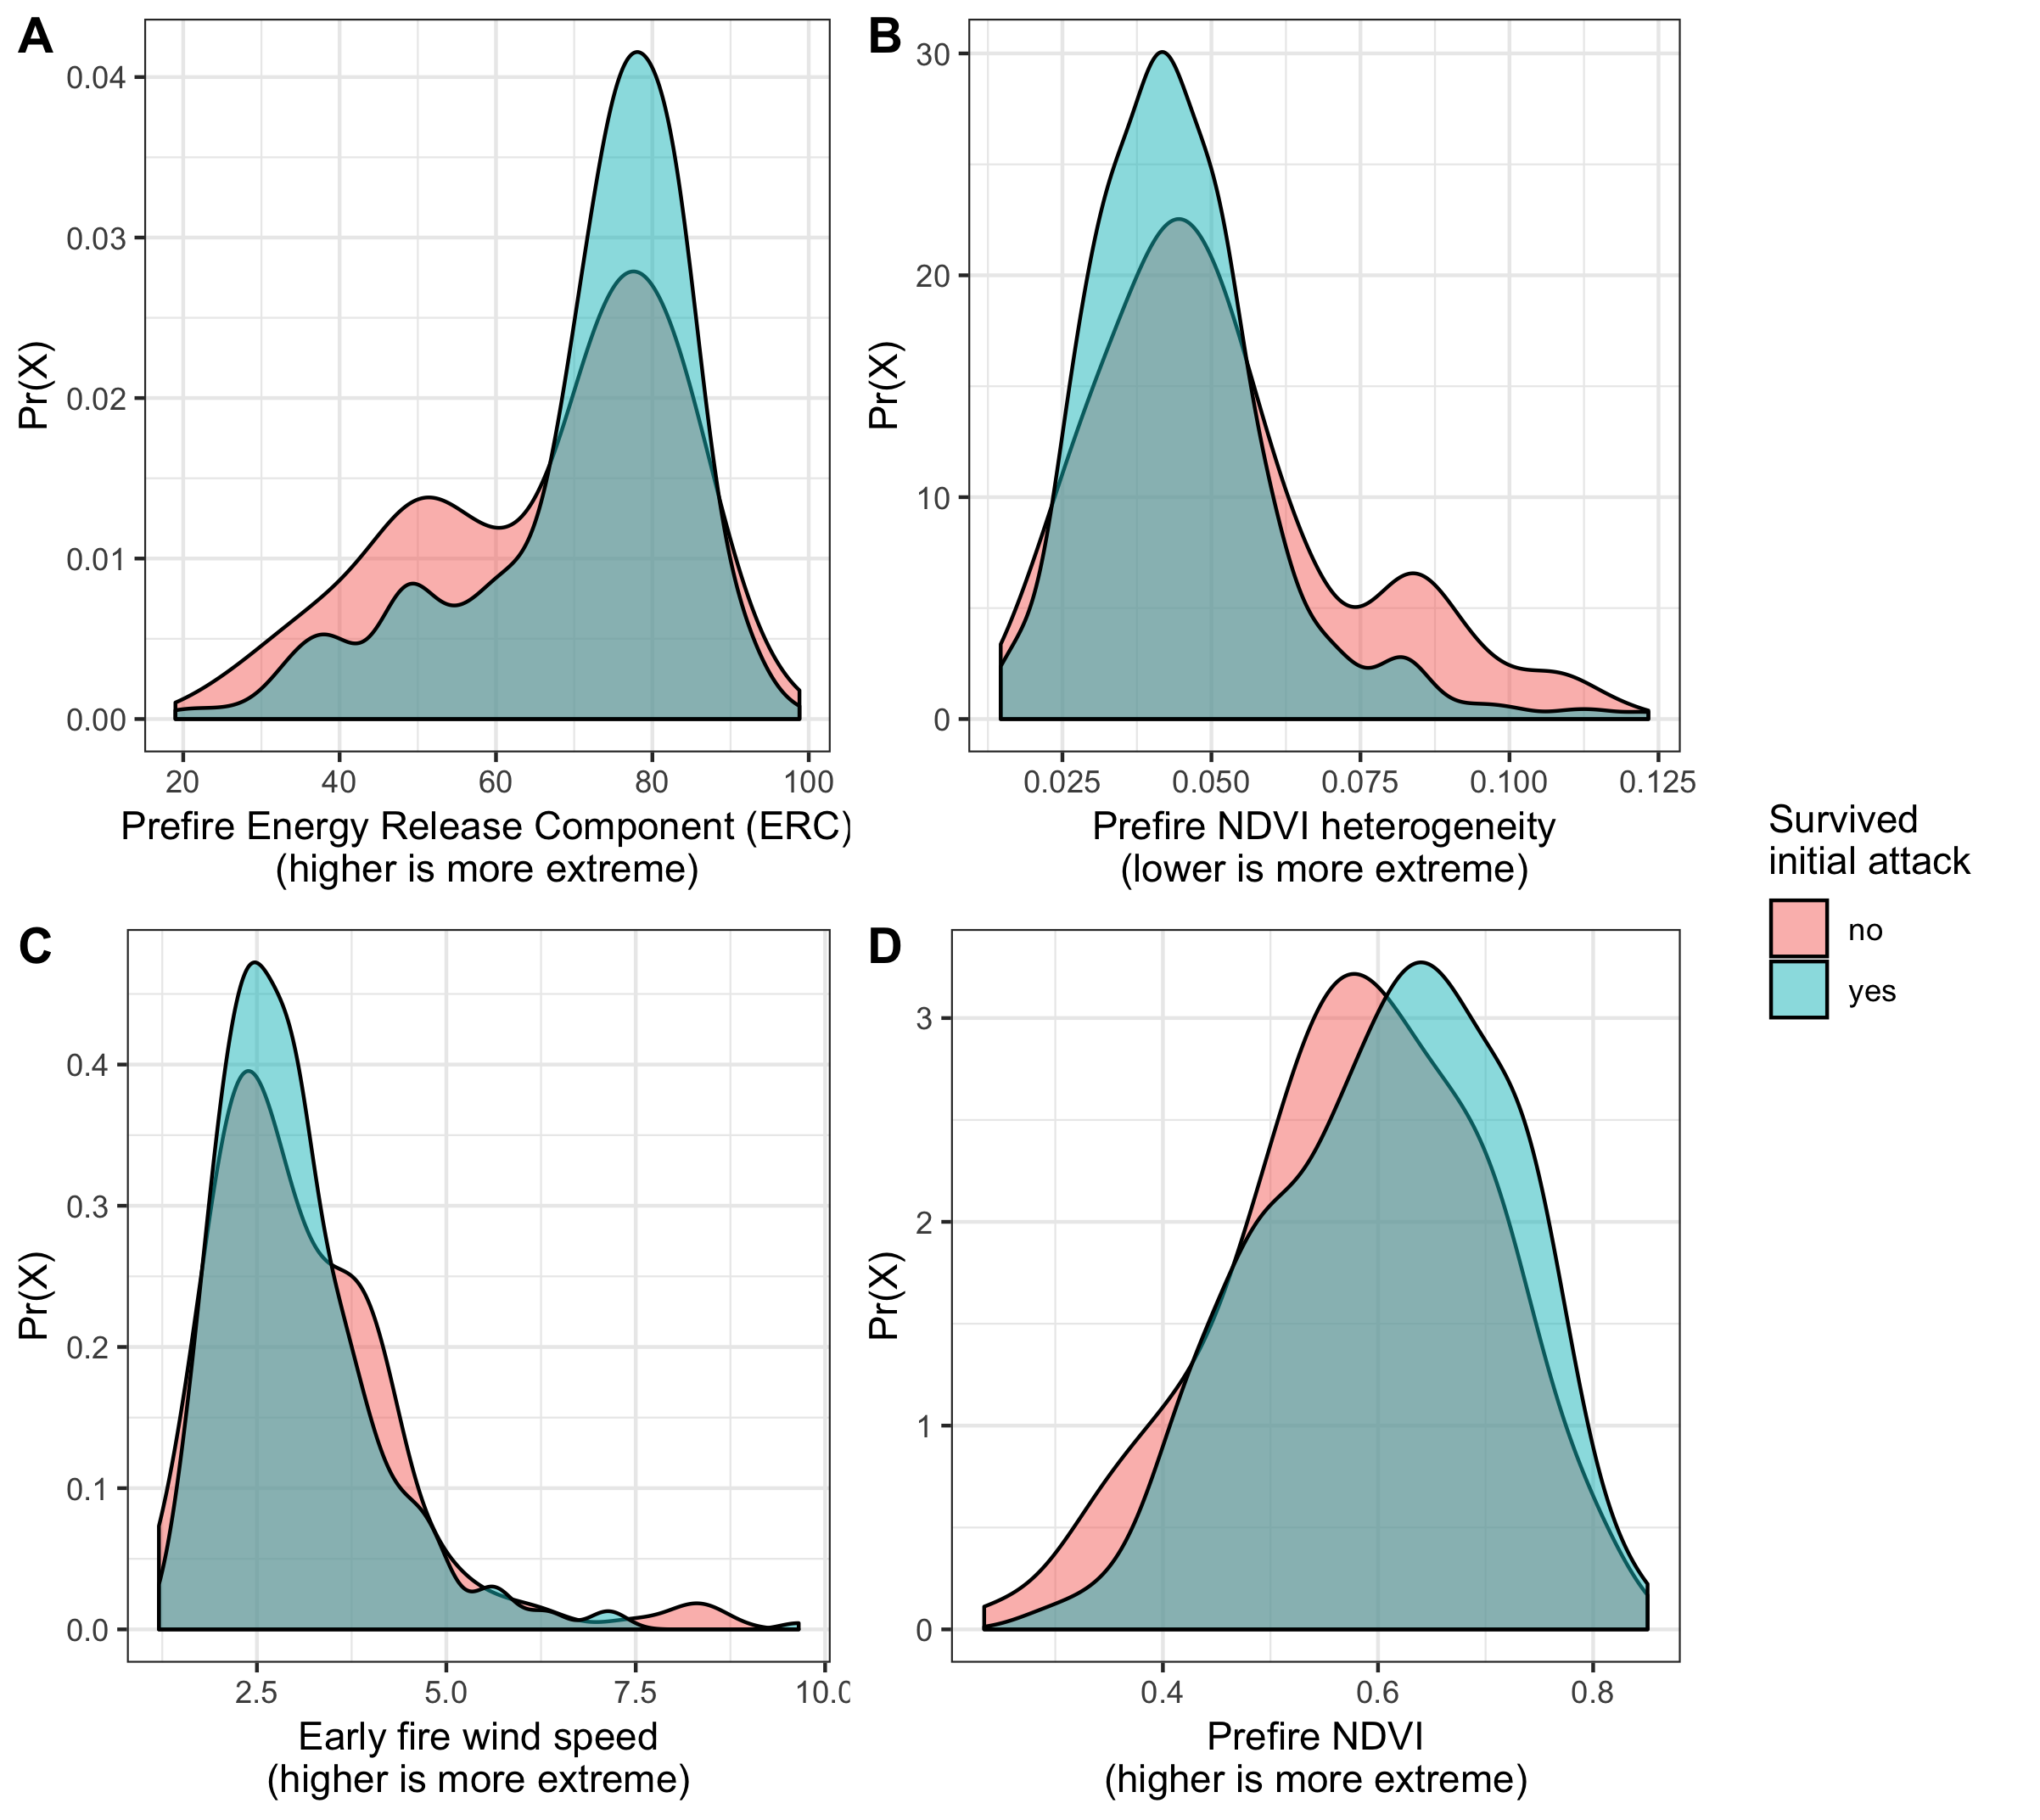 A
0.04
0.03
0.02
0.01
0.00
Pr(X)
20 40 60 80 100
Prefire Energy Release Component (ERC)
(higher is more extreme)
B
30
20
10
0
Pr(X)
0.025 0.050 0.075 0.100 0.125
Prefire NDVI heterogeneity
(lower is more extreme)
C
0.4
0.3
0.2
0.1
0.0
Pr(X)
2.5 5.0 7.5 10.0
Early fire wind speed
(higher is more extreme)
D
3
2
1
0
Pr(X)
0.4 0.6 0.8
Prefire NDVI
(higher is more extreme)
Survived
initial attack
no
yes